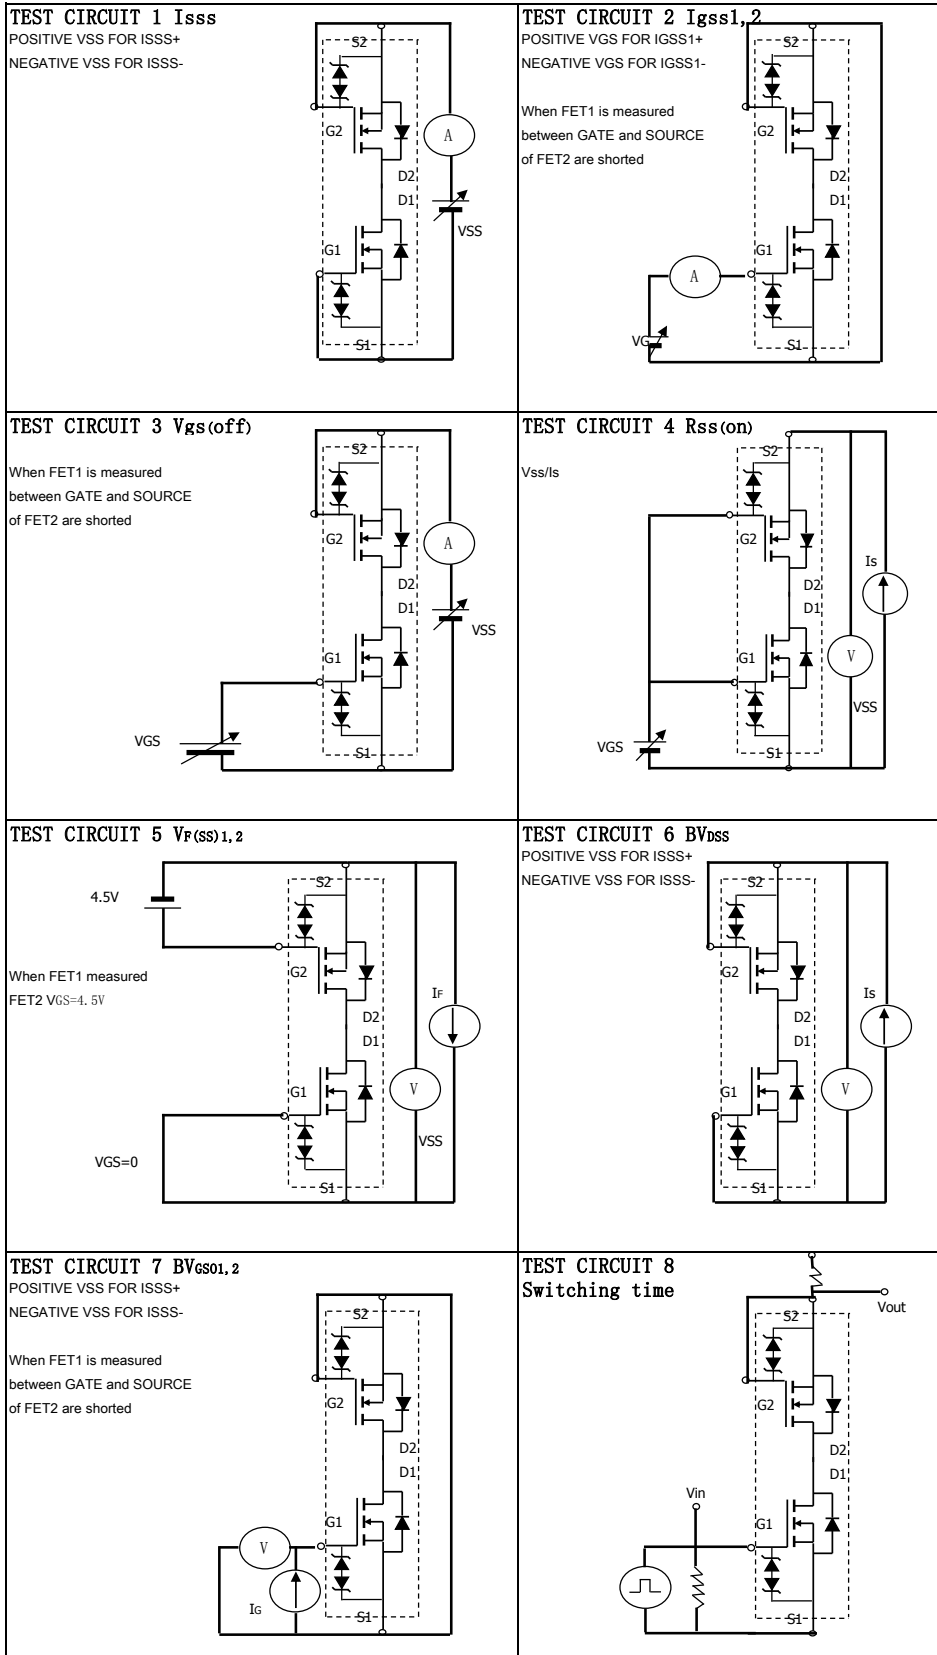 TEST CIRCUIT 1 Isss
POSITIVE VSS FOR ISSS+
NEGATIVE VSS FOR ISSS-
S2
G2
A
D2
D1
VSS
G1
S1
TEST CIRCUIT 2 Igss1,2
POSITIVE VGS FOR IGSS1+
NEGATIVE VGS FOR IGSS1-
When FET1 is measured
between GATE and SOURCE
of FET2 are shorted
S2
G2
D2
D1
G1
A
VG
S1
TEST CIRCUIT 3 Vgs(off)
When FET1 is measured
between GATE and SOURCE
of FET2 are shorted
S2
G2
A
D2
D1
VSS
G1
VGS
S1
TEST CIRCUIT 4 Rss(on)
Vss/Is
S2
G2
Is
D2
D1
G1
V
VSS
VGS
S1
TEST CIRCUIT 5 VF(SS)1,2
4.5V
S2
When FET1 measured
FET2 VGS=4.5V
G2
IF
D2
D1
G1
V
VSS
VGS=0
S1
TEST CIRCUIT 6 BVDSS
POSITIVE VSS FOR ISSS+
NEGATIVE VSS FOR ISSS-
S2
G2
Is
D2
D1
G1
V
S1
TEST CIRCUIT 7 BVGSO1,2
POSITIVE VSS FOR ISSS+
NEGATIVE VSS FOR ISSS-
When FET1 is measured
between GATE and SOURCE
of FET2 are shorted
S2
G2
D2
D1
G1
V
IG
S1
TEST CIRCUIT 8
Switching time
Vout
S2
G2
D2
D1
Vin
G1
S1